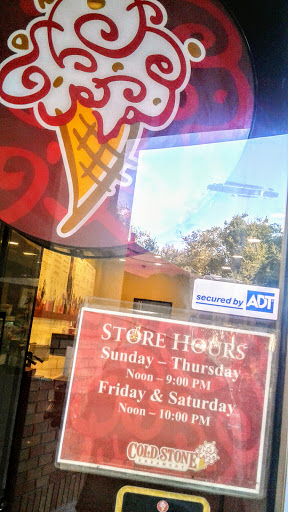 secured by ADT
STORE HOURS
Sunday – Thursday
Noon – 9:00 PM
Friday & Saturday
Noon – 10:00 PM
COLD STONE
CREAMERY